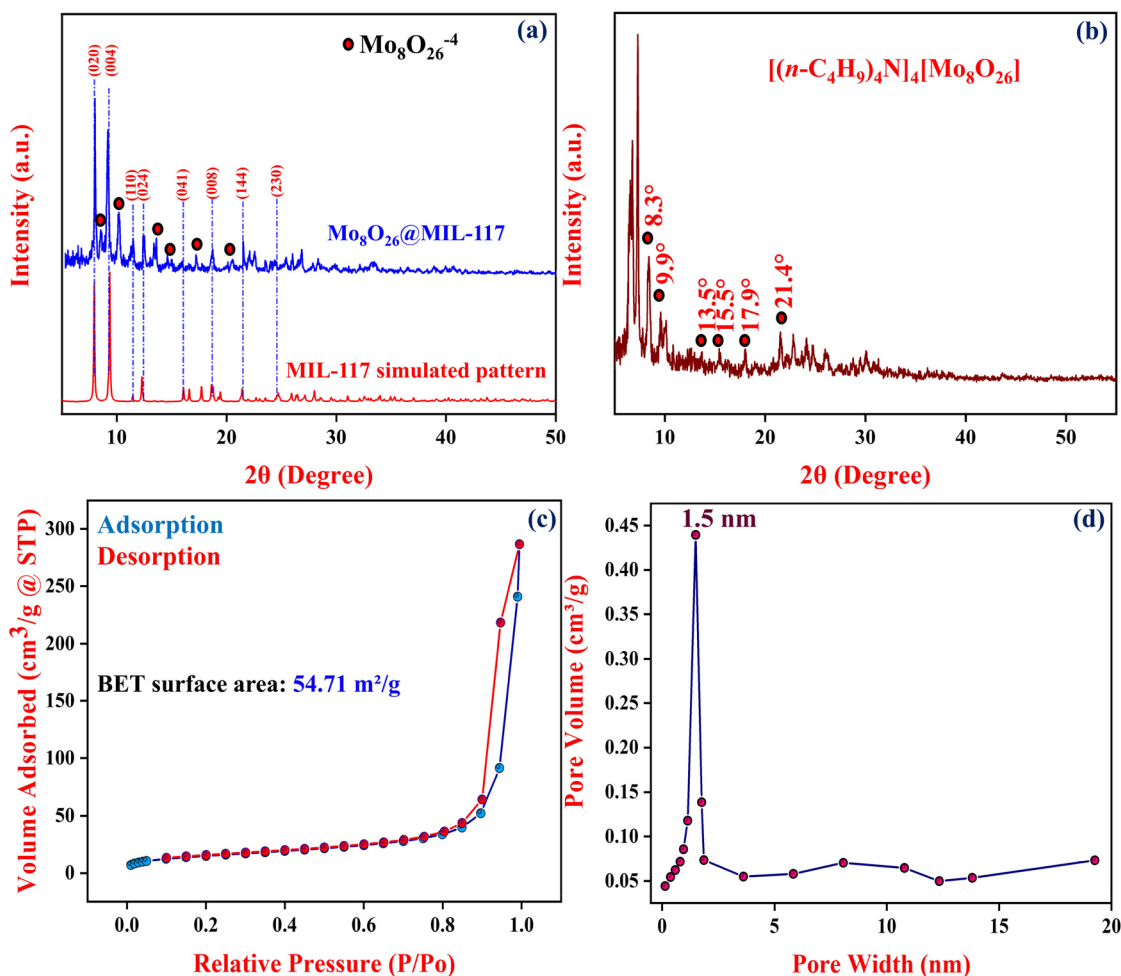 (a)
Mo₈O₂₆⁻⁴
(020)
(004)
(110)
(024)
(041)
(008)
(144)
(230)
Mo₈O₂₆@MIL-117
MIL-117 simulated pattern
Intensity (a.u.)
10
20
30
40
50
2θ (Degree)
(b)
[(n-C₄H₉)₄N]₄[Mo₈O₂₆]
8.3°
9.9°
13.5°
15.5°
17.9°
21.4°
Intensity (a.u.)
10
20
30
40
50
2θ (Degree)
(c)
Adsorption
Desorption
BET surface area: 54.71 m²/g
Volume Adsorbed (cm³/g @ STP)
300
250
200
150
100
50
0
0.0
0.2
0.4
0.6
0.8
1.0
Relative Pressure (P/Po)
(d)
1.5 nm
Pore Volume (cm³/g)
0.45
0.40
0.35
0.30
0.25
0.20
0.15
0.10
0.05
0
5
10
15
20
Pore Width (nm)